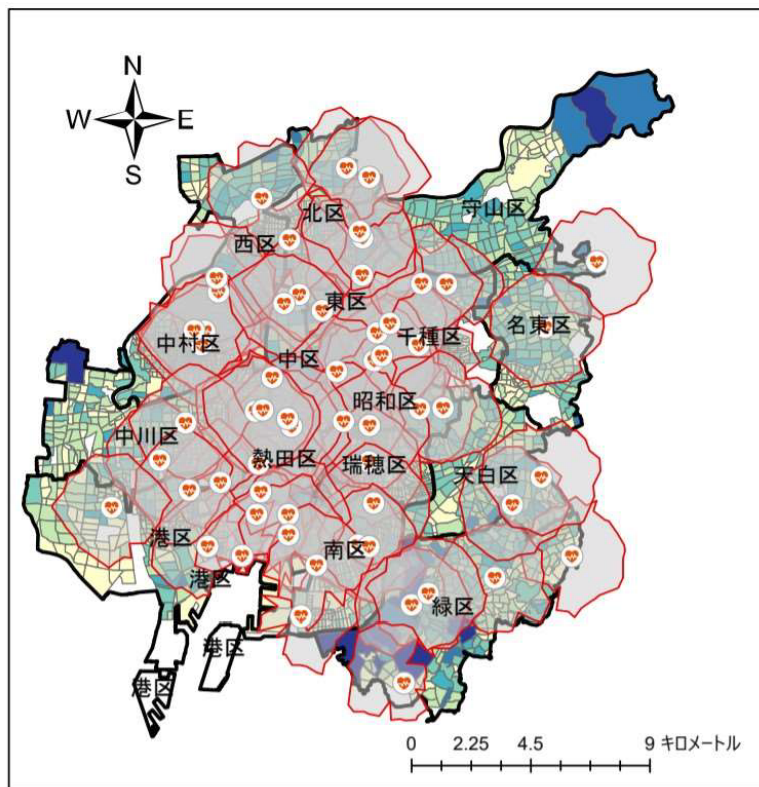 N
W E
S
守山区
北区
西区
東区
千種区
名東区
中村区
中区
昭和区
中川区
熱田区
瑞穂区
天白区
港区
南区
港区
緑区
港区
港区
0 2.25 4.5 9 キロメートル